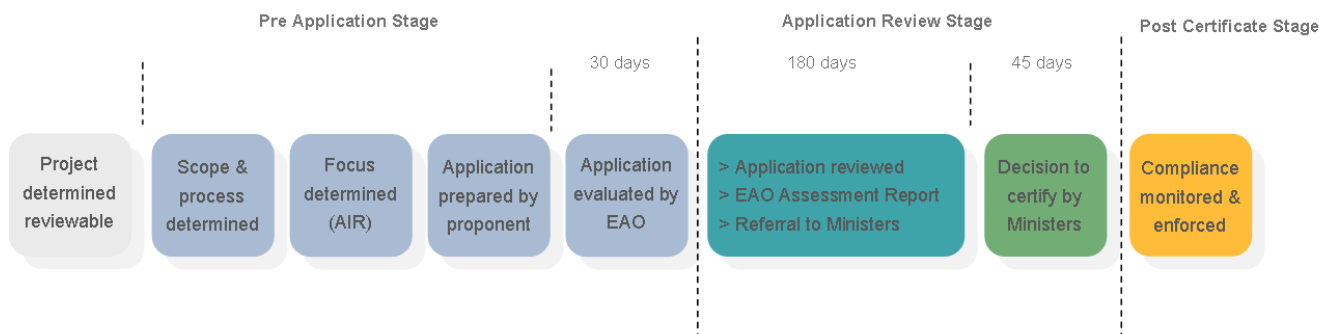 Pre Application Stage
Application Review Stage
Post Certificate Stage
30 days
180 days
45 days
Project
determined
reviewable
Scope &
process
determined
Focus
determined
(AIR)
Application
prepared by
proponent
Application
evaluated by
EAO
> Application reviewed
> EAO Assessment Report
> Referral to Ministers
Decision to
certify by
Ministers
Compliance
monitored &
enforced